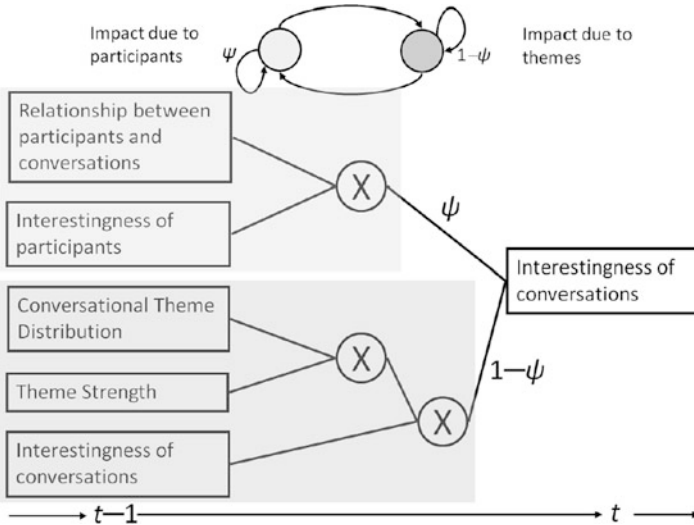 Impact due to
participants
ψ
1–ψ
Impact due to
themes
Relationship between
participants and
conversations
X
Interestingness of
participants
ψ
Interestingness of
conversations
Conversational Theme
Distribution
X
1—ψ
Theme Strength
X
Interestingness of
conversations
t—1
t